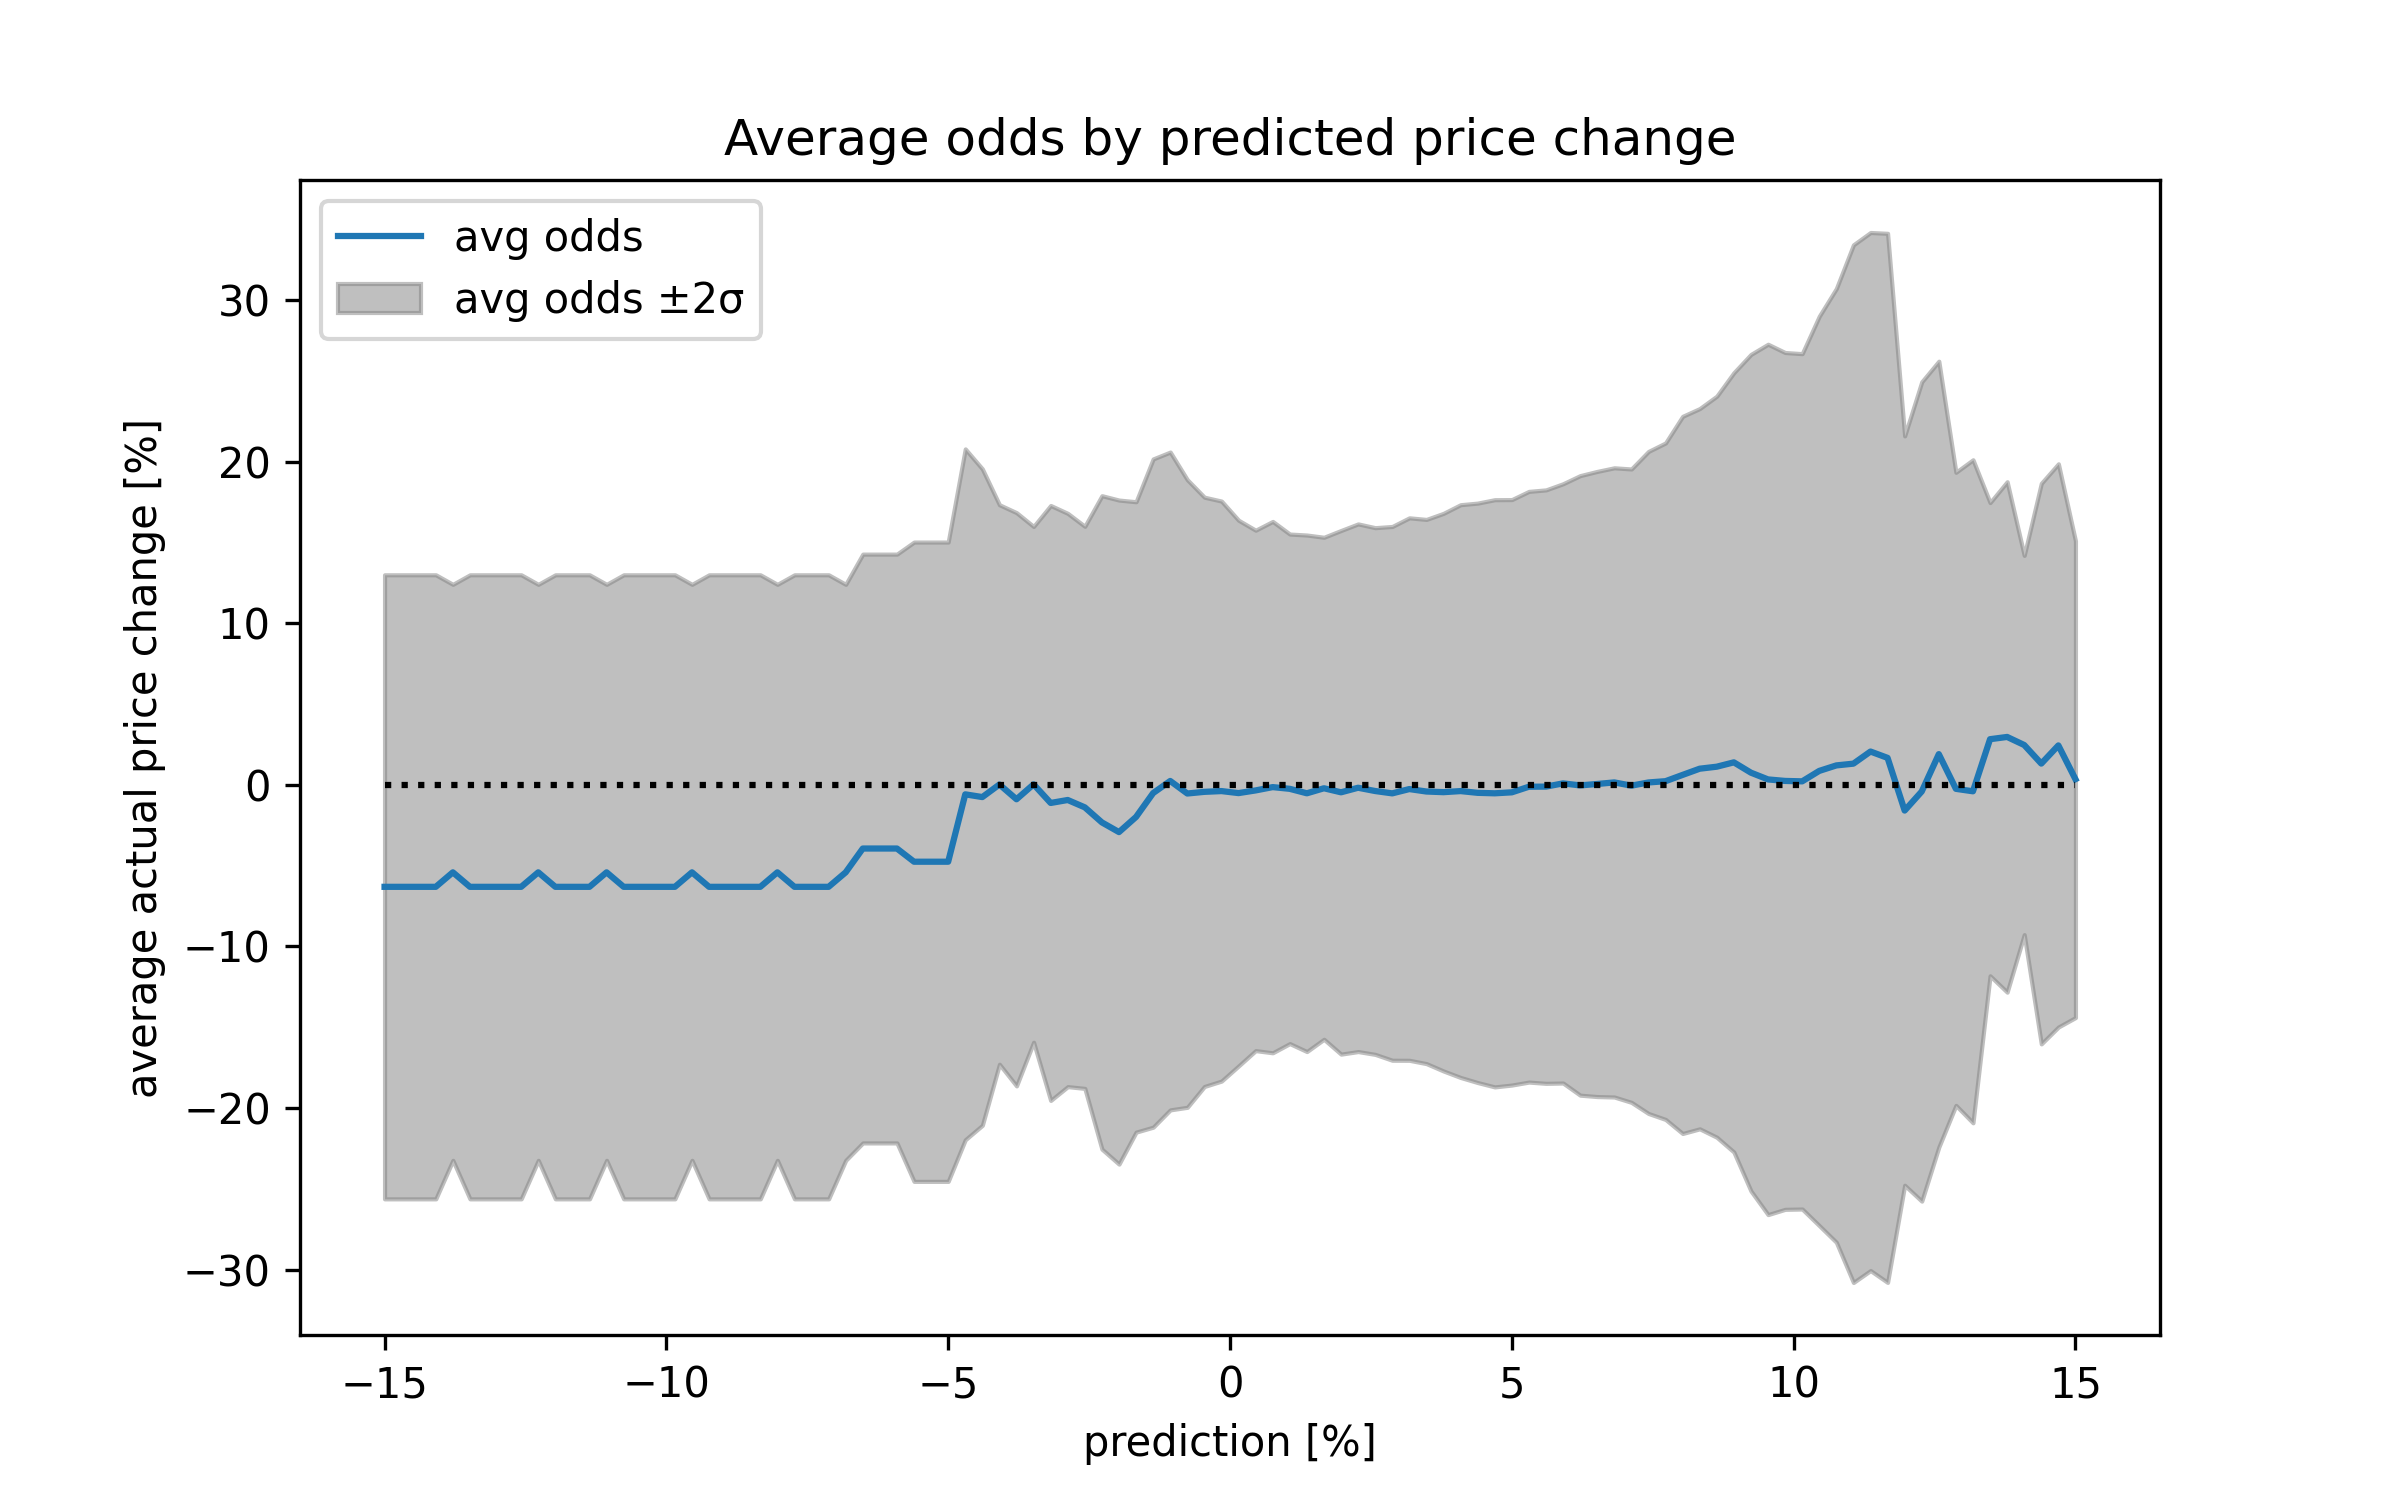 Average odds by predicted price change
avg odds
avg odds ±2σ
average actual price change [%]
30
20
10
0
−10
−20
−30
−15
−10
−5
0
5
10
15
prediction [%]